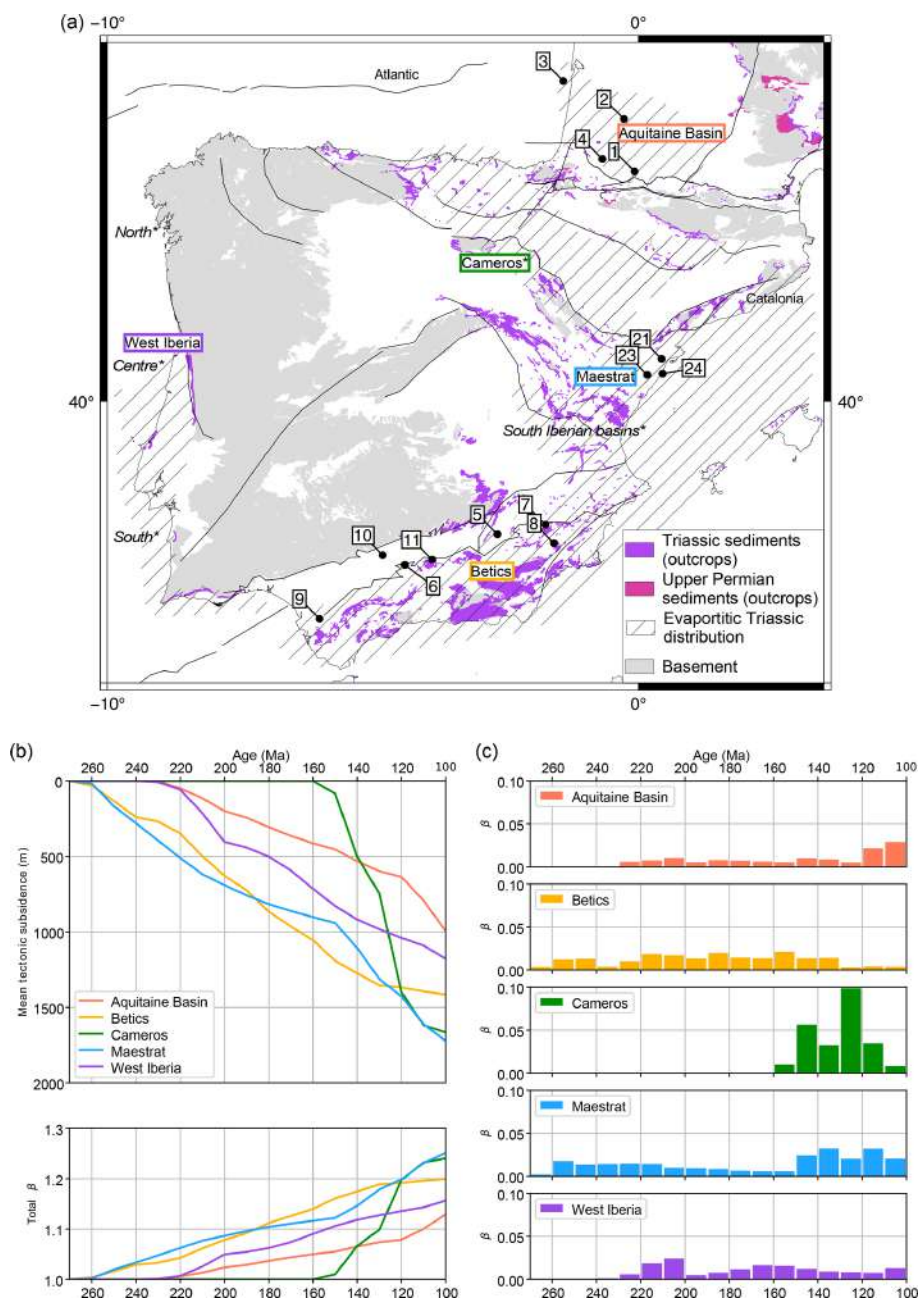 (a)
−10°
0°
3
Atlantic
2
Aquitaine Basin
4
1
North*
Cameros*
Catalonia
21
West Iberia
23
24
Centre*
Maestrat
40°
40°
South Iberian basins*
7
5
8
South*
10
11
Betics
6
9
Triassic sediments
(outcrops)
Upper Permian
sediments (outcrops)
Evaportitic Triassic
distribution
Basement
−10°
0°
(b)
Age (Ma)
260 240 220 200 180 160 140 120 100
0
500
1000
1500
2000
Mean tectonic subsidence (m)
Aquitaine Basin
Betics
Cameros
Maestrat
West Iberia
1.3
1.2
1.1
1.0
Total β
260 240 220 200 180 160 140 120 100
(c)
Age (Ma)
260 240 220 200 180 160 140 120 100
0.10
0.05
0.00
β
Aquitaine Basin
0.10
0.05
0.00
β
Betics
0.10
0.05
0.00
β
Cameros
0.10
0.05
0.00
β
Maestrat
0.10
0.05
0.00
β
West Iberia
260 240 220 200 180 160 140 120 100